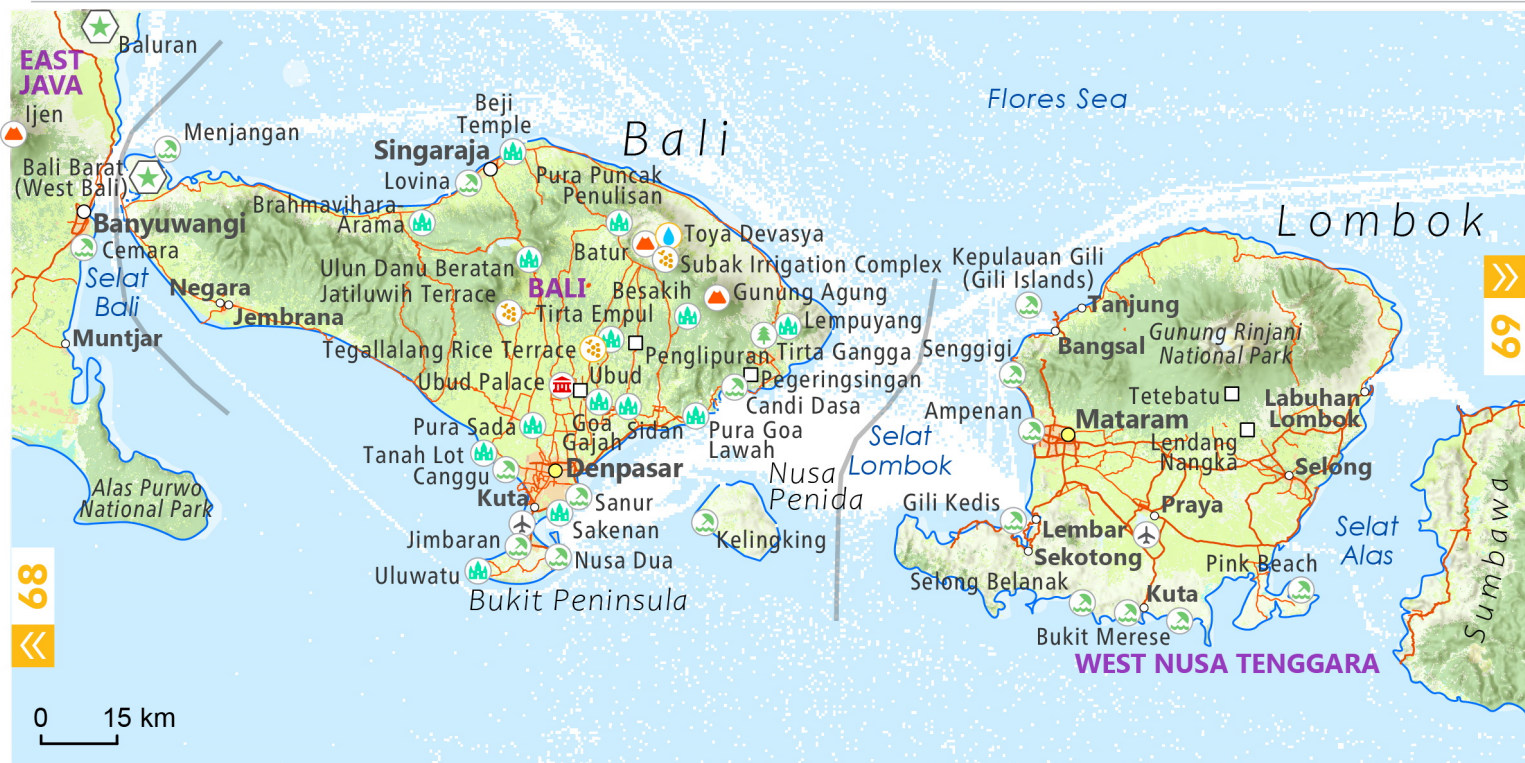 Baluran
EAST
JAVA
Ijen
Menjangan
Bali Barat
(West Bali)
Banyuwangi
Cemara
Selat
Bali
Negara
Jembrana
Muntjar
Alas Purwo
National Park
68
0 15 km
Beji
Temple
Singaraja
Bali
Lovina
Pura Puncak
Penulisan
Brahmavihara-
Arama
Toya Devasya
Batur
Subak Irrigation Complex
Ulun Danu Beratan
BALI
Jatiluwih Terrace
Besakih
Gunung Agung
Tirta Empul
Lempuyang
Tegallalang Rice Terrace
Penglipuran
Tirta Gangga
Ubud Palace
Ubud
Pegeringsingan
Candi Dasa
Pura Sada
Goa
Gajah
Sidan
Pura Goa
Lawah
Tanah Lot
Canggu
Denpasar
Kuta
Sanur
Sakenan
Jimbaran
Nusa Dua
Uluwatu
Bukit Peninsula
Nusa
Penida
Kelingking
Flores Sea
Lombok
Kepulauan Gili
(Gili Islands)
Tanjung
Bangsal
Gunung Rinjani
National Park
Senggigi
Tetebatu
Labuhan
Lombok
Ampenan
Mataram
Lendang
Nangka
Selat
Lombok
Selong
Gili Kedis
Praya
Lembar
Sekotong
Selat
Alas
Pink Beach
Selong Belanak
Kuta
Bukit Merese
WEST NUSA TENGGARA
Sumbawa
69